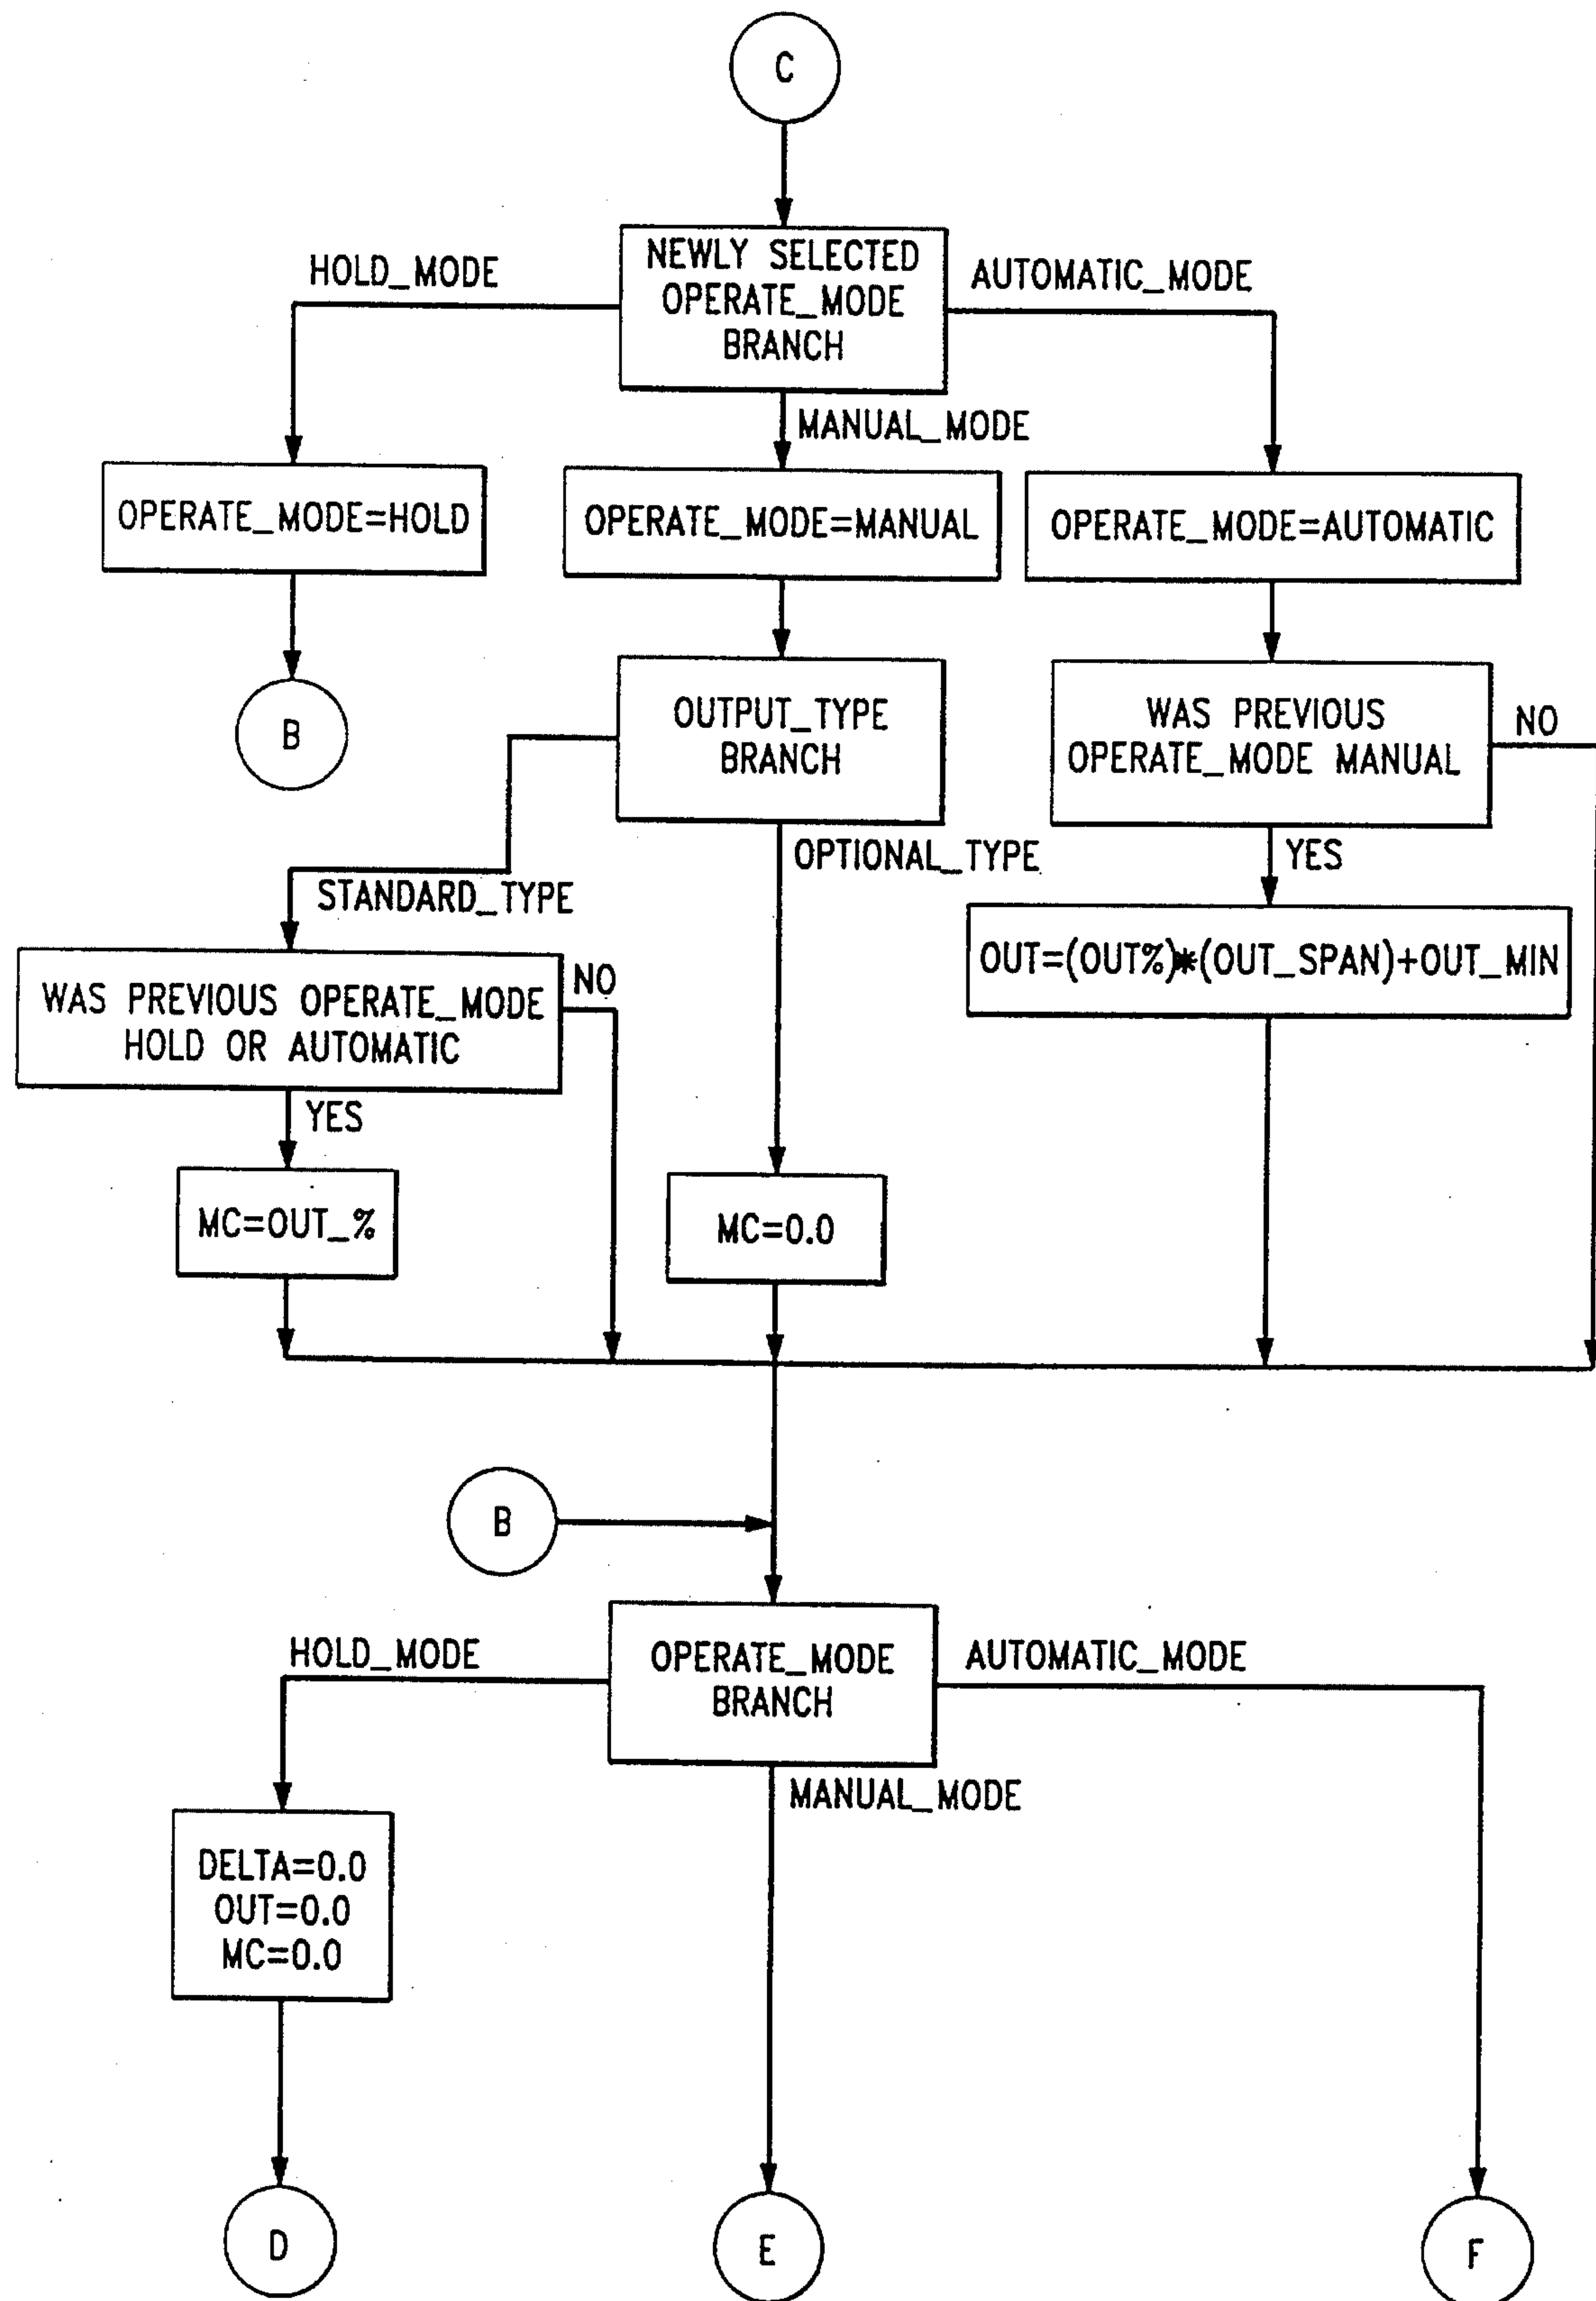 C
NEWLY SELECTED
OPERATE_MODE
BRANCH
HOLD_MODE
AUTOMATIC_MODE
MANUAL_MODE
OPERATE_MODE=HOLD
OPERATE_MODE=MANUAL
OPERATE_MODE=AUTOMATIC
B
OUTPUT_TYPE
BRANCH
WAS PREVIOUS
OPERATE_MODE MANUAL
NO
STANDARD_TYPE
OPTIONAL_TYPE
YES
OUT=(OUT%)*(OUT_SPAN)+OUT_MIN
WAS PREVIOUS OPERATE_MODE
HOLD OR AUTOMATIC
NO
YES
MC=OUT_%
MC=0.0
B
OPERATE_MODE
BRANCH
HOLD_MODE
AUTOMATIC_MODE
MANUAL_MODE
DELTA=0.0
OUT=0.0
MC=0.0
D
E
F